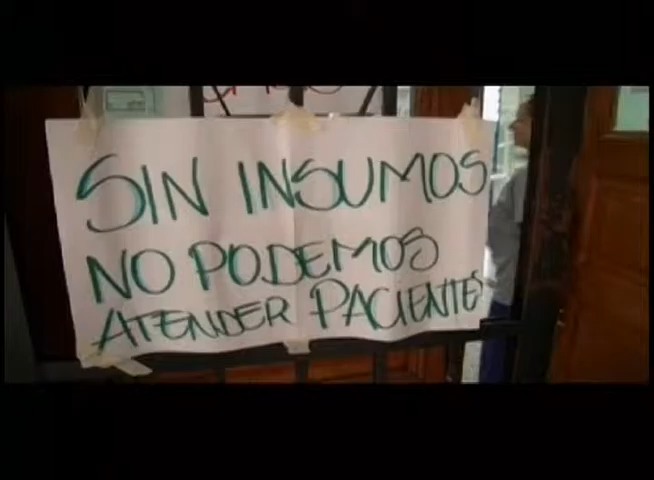 SIN INSUMOS
NO PODEMOS
ATENDER PACIENTES